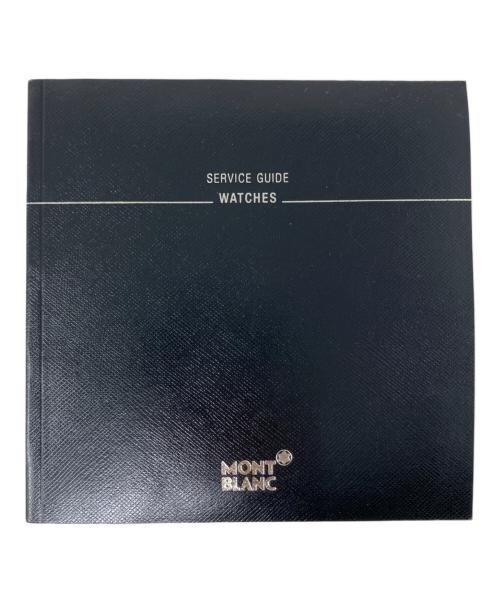 SERVICE GUIDE
WATCHES
MONT
BLANC